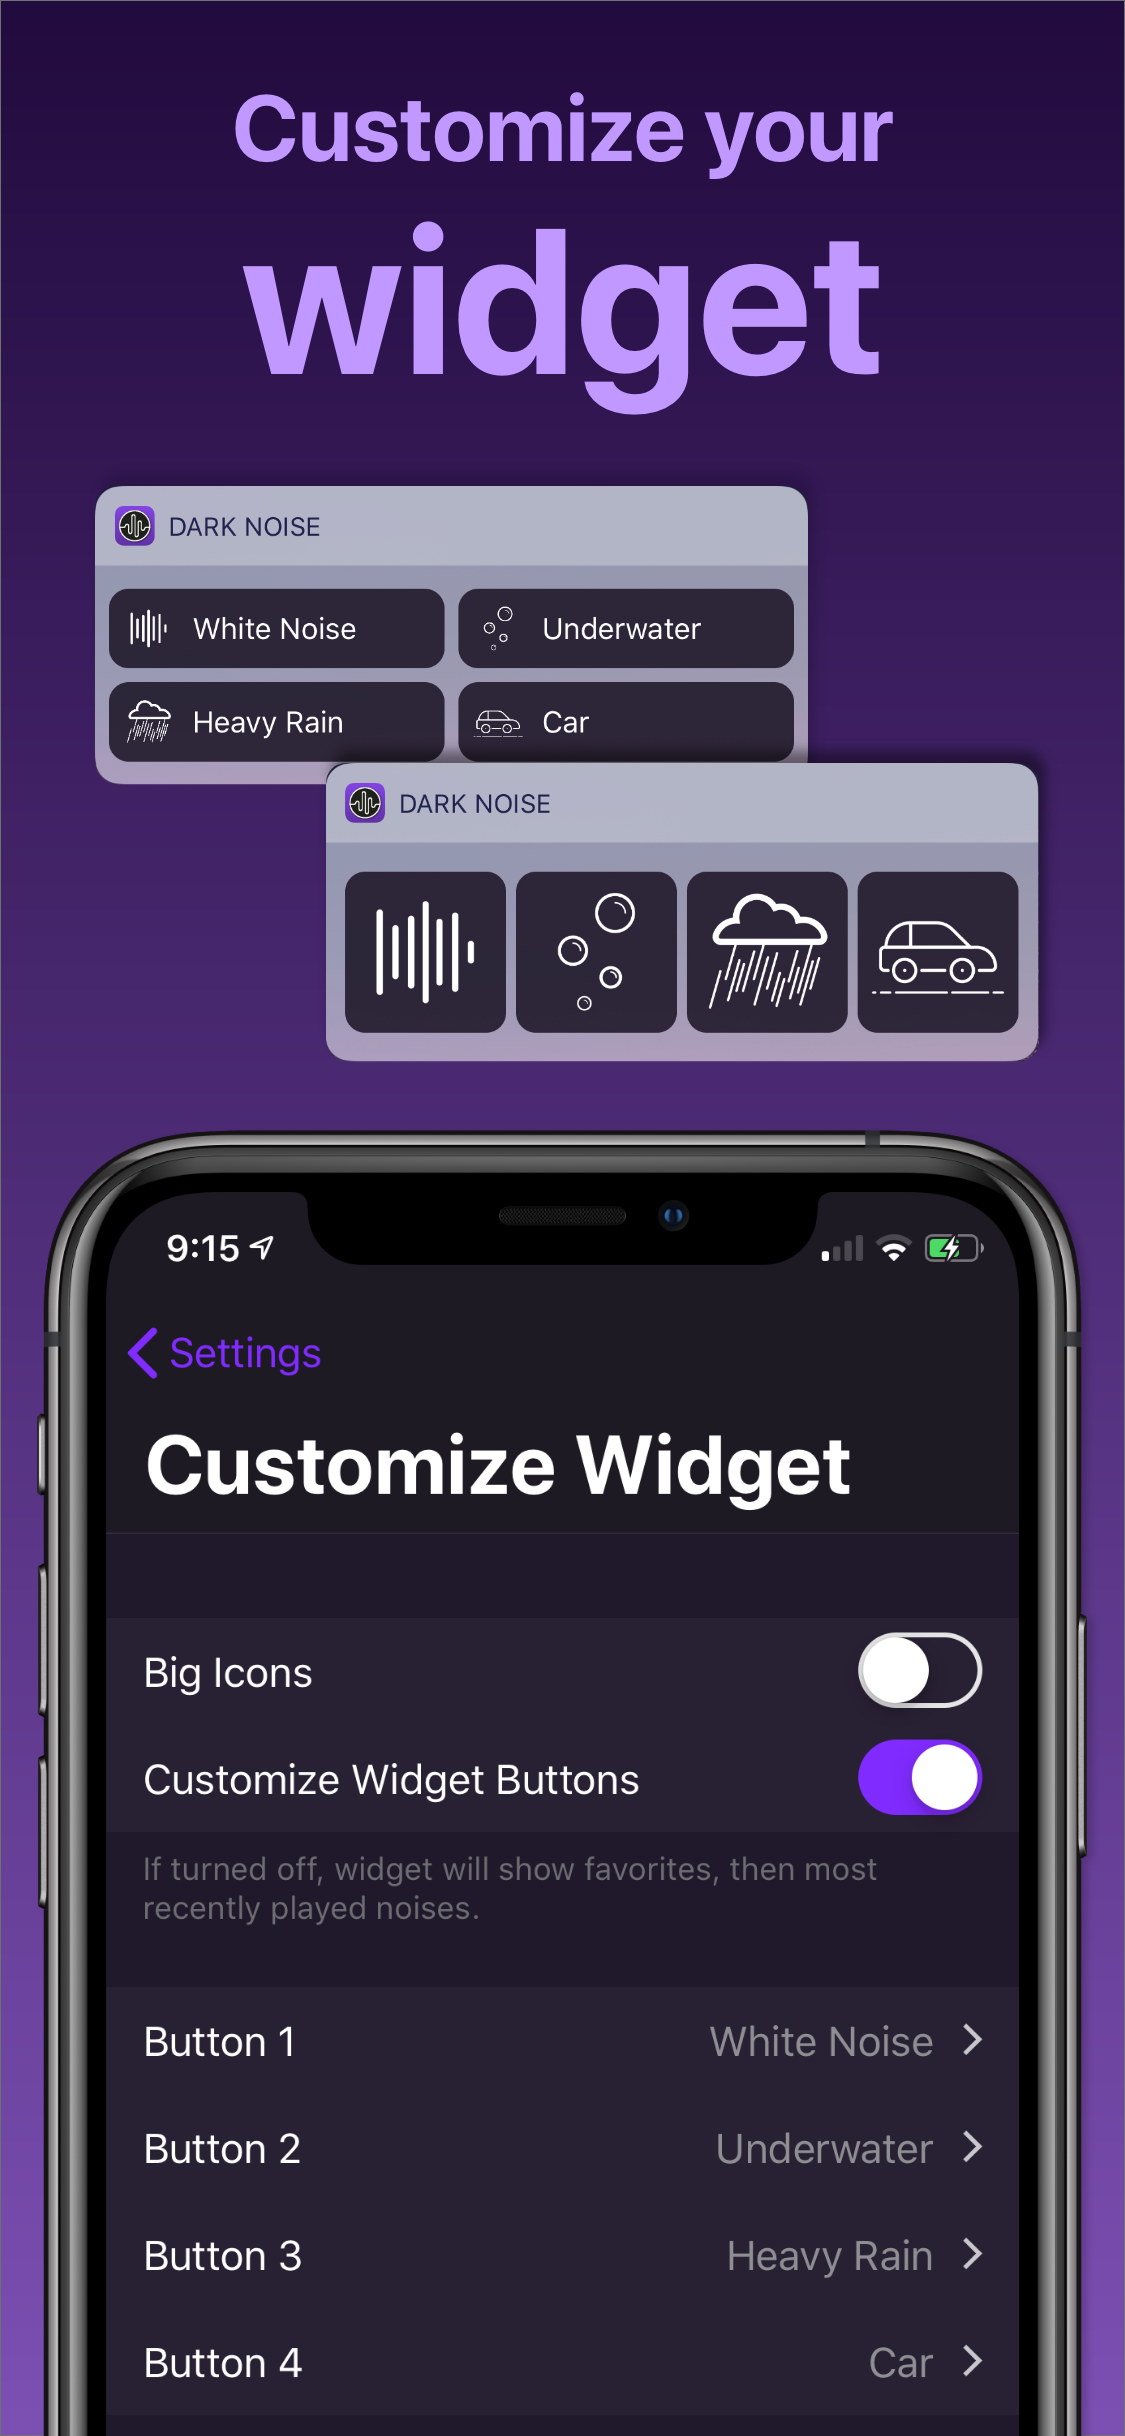 Customize your
widget
DARK NOISE
White Noise
Underwater
Heavy Rain
Car
DARK NOISE
9:15
Settings
Customize Widget
Big Icons
Customize Widget Buttons
If turned off, widget will show favorites, then most
recently played noises.
Button 1 White Noise
Button 2 Underwater
Button 3 Heavy Rain
Button 4 Car